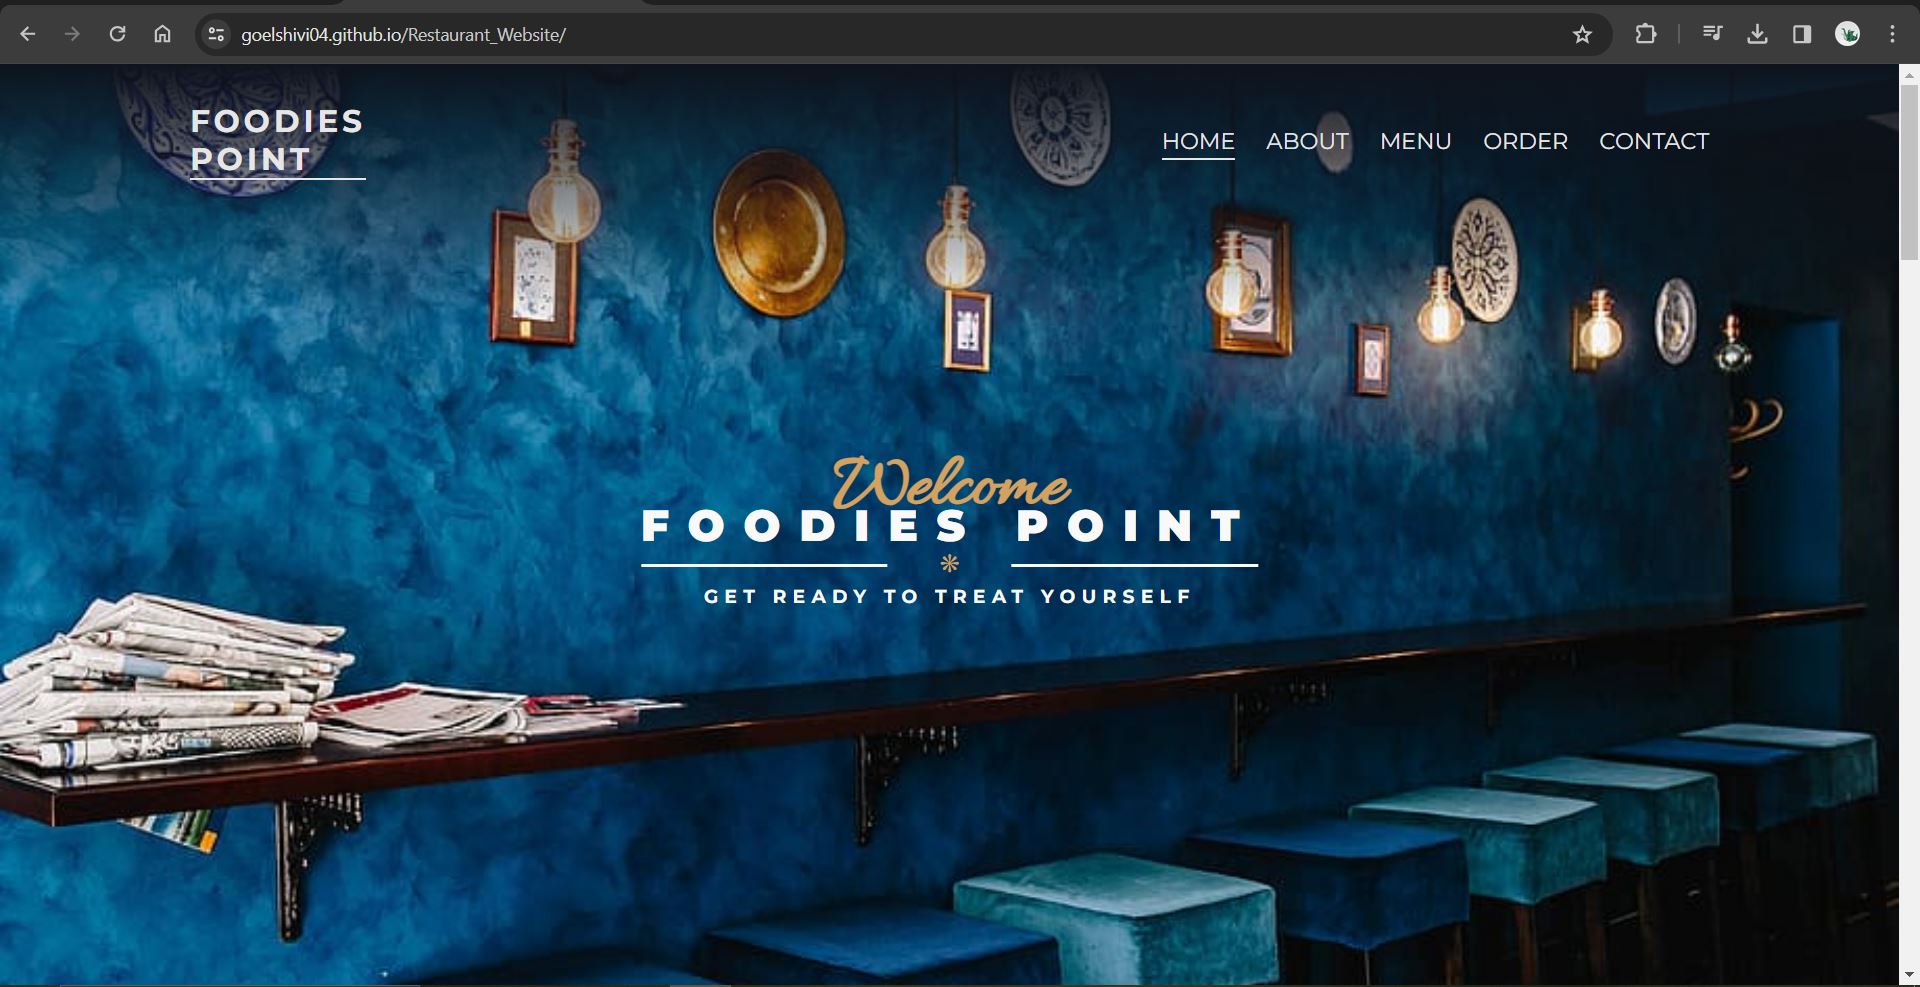 goelshivi04.github.io/Restaurant_Website/
FOODIES
POINT
HOME ABOUT MENU ORDER CONTACT
Welcome
FOODIES POINT
GET READY TO TREAT YOURSELF